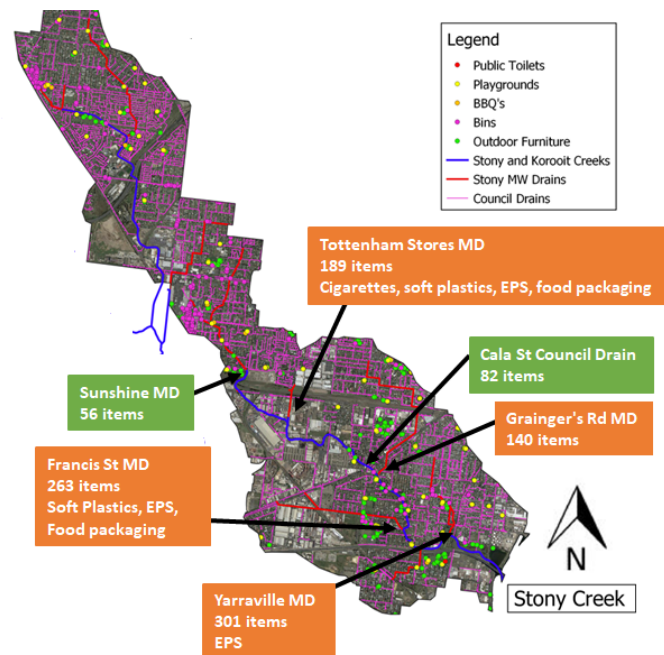 Legend
Public Toilets
Playgrounds
BBQ's
Bins
Outdoor Furniture
Stony and Korooit Creeks
Stony MW Drains
Council Drains
Tottenham Stores MD
189 items
Cigarettes, soft plastics, EPS, food packaging
Cala St Council Drain
82 items
Sunshine MD
56 items
Grainger's Rd MD
140 items
Francis St MD
263 items
Soft Plastics, EPS,
Food packaging
Yarraville MD
301 items
EPS
N
Stony Creek